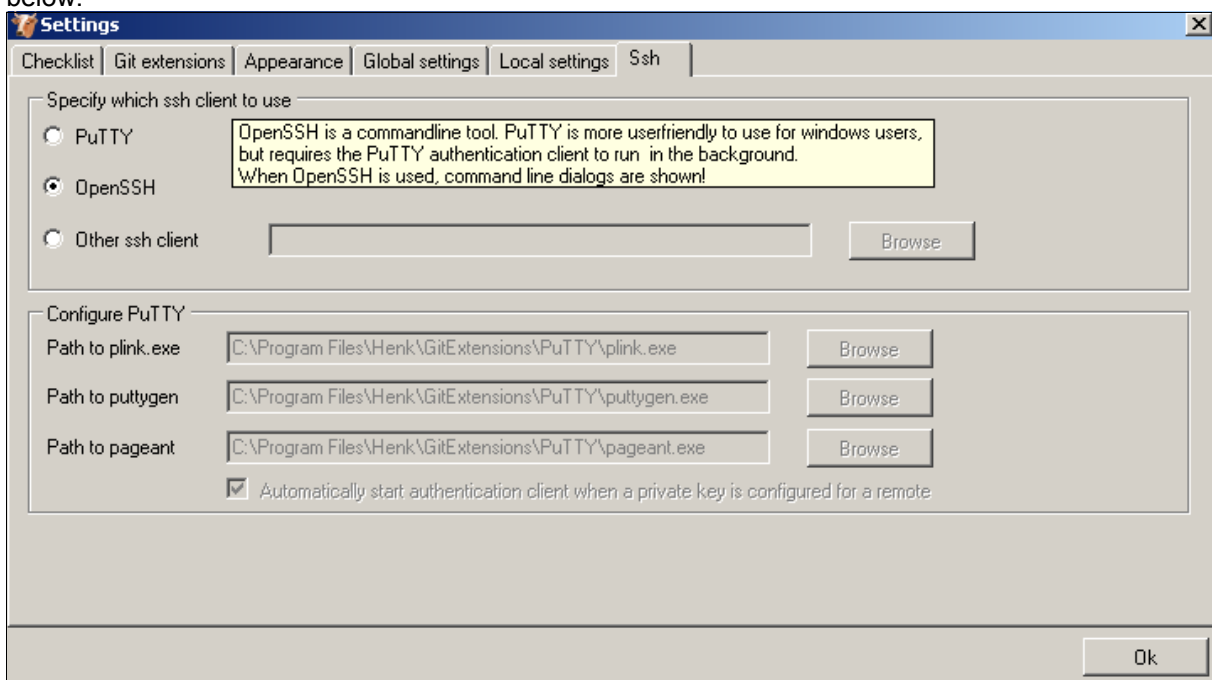 below.
Settings
Checklist Git extensions Appearance Global settings Local settings Ssh
Specify which ssh client to use
PuTTY
OpenSSH is a commandline tool. PuTTY is more userfriendly to use for windows users,
but requires the PuTTY authentication client to run in the background.
When OpenSSH is used, command line dialogs are shown!
OpenSSH
Other ssh client Browse
Configure PuTTY
Path to plink.exe C:\Program Files\Henk\GitExtensions\PuTTY\plink.exe Browse
Path to puttygen C:\Program Files\Henk\GitExtensions\PuTTY\puttygen.exe Browse
Path to pageant C:\Program Files\Henk\GitExtensions\PuTTY\pageant.exe Browse
Automatically start authentication client when a private key is configured for a remote
Ok